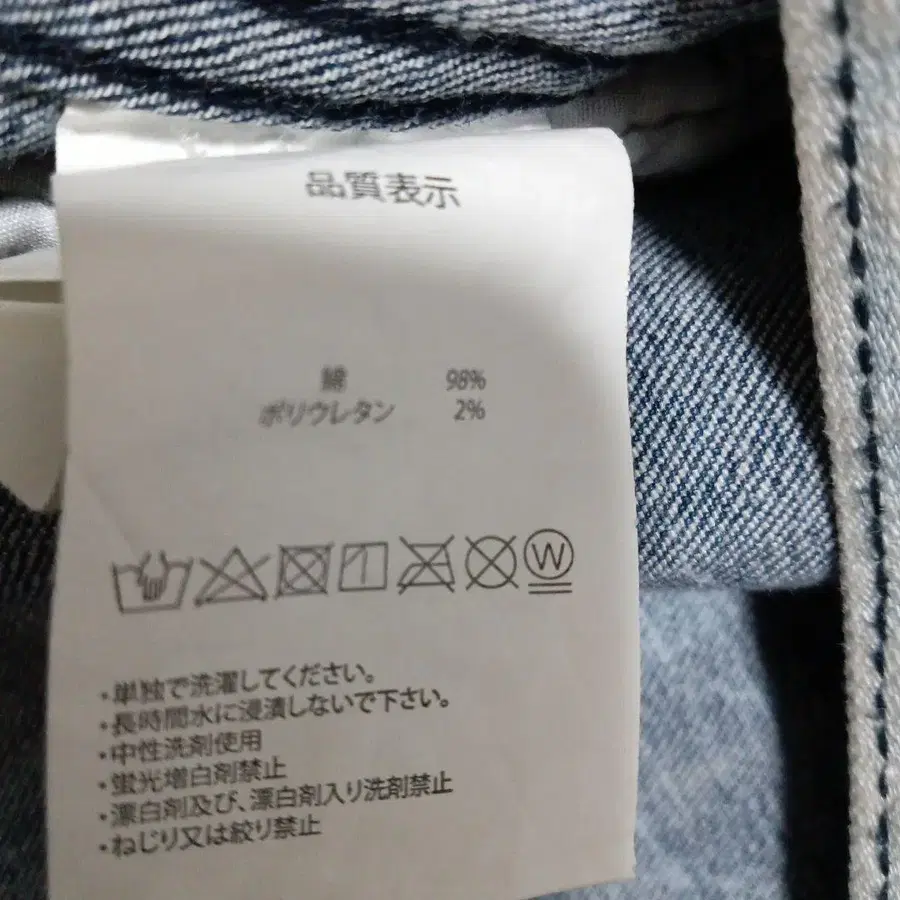 品質表示
綿 98%
ポリウレタン 2%
W
・単独で洗濯してください。
・長時間水に浸漬しないで下さい。
・中性洗剤使用
・蛍光増白剤禁止
・漂白剤及び、漂白剤入り洗剤禁止
・ねじり又は絞り禁止